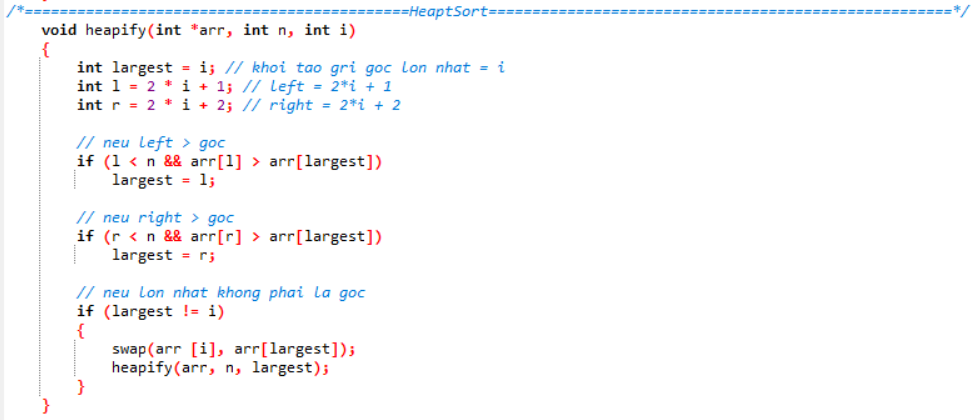 /*============================================HeaptSort=====================================================*/
void heapify(int *arr, int n, int i)
{
int largest = i; // khoi tao gri goc lon nhat = i
int l = 2 * i + 1; // left = 2*i + 1
int r = 2 * i + 2; // right = 2*i + 2
// neu left > goc
if (l < n && arr[l] > arr[largest])
largest = l;
// neu right > goc
if (r < n && arr[r] > arr[largest])
largest = r;
// neu lon nhat khong phai la goc
if (largest != i)
{
swap(arr [i], arr[largest]);
heapify(arr, n, largest);
}
}